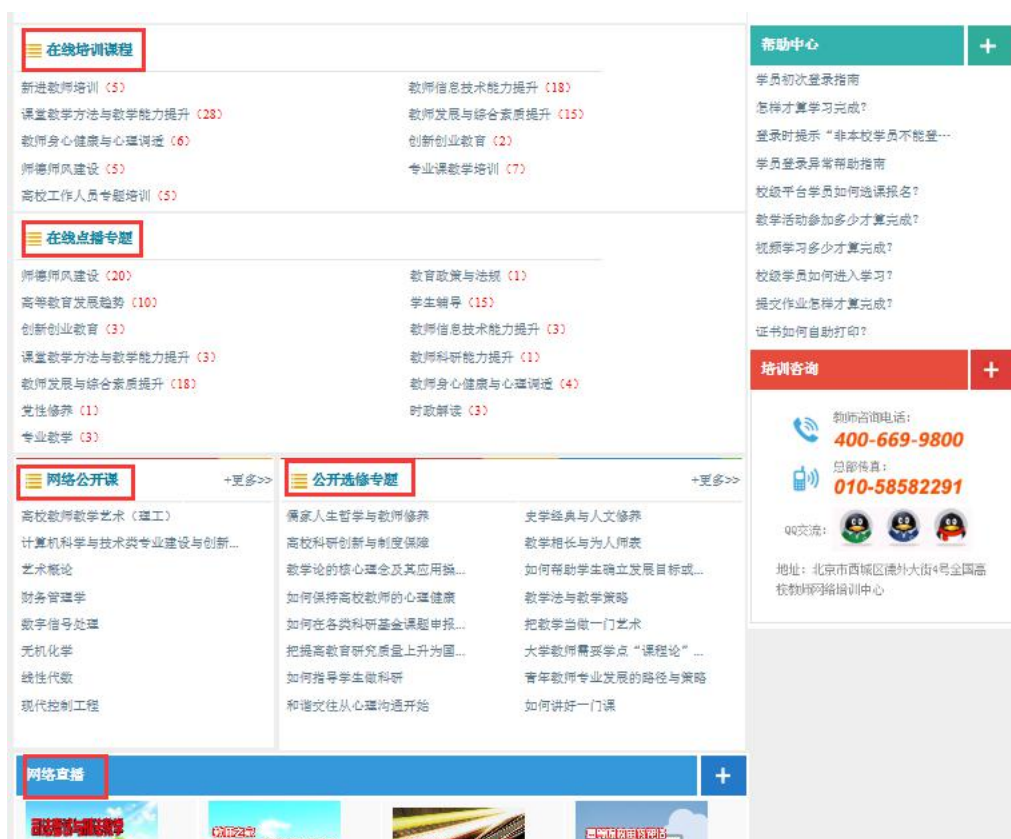 在线培训课程
新进教师培训（5） 教师信息技术能力提升（18）
课堂教学方法与教学能力提升（28） 教师发展与综合素质提升（15）
教师身心健康与心理调适（6） 创新创业教育（2）
师德师风建设（5） 专业课教学培训（7）
高校工作人员专题培训（5）
在线点播专题
师德师风建设（20） 教育政策与法规（1）
高等教育发展趋势（10） 学生辅导（15）
创新创业教育（3） 教师信息技术能力提升（3）
课堂教学方法与教学能力提升（3） 教师科研能力提升（1）
教师发展与综合素质提升（18） 教师身心健康与心理调适（4）
党性修养（1） 时政解读（3）
专业教学（3）
网络公开课 +更多>>
高校教师教学艺术（理工）
计算机科学与技术类专业建设与创新...
艺术概论
财务管理学
数字信号处理
无机化学
线性代数
现代控制工程
公开选修专题 +更多>>
儒家人生哲学与教师修养 史学经典与人文修养
高校科研创新与制度保障 教学相长与为人师表
教学论的核心理念及其应用操... 如何帮助学生确立发展目标或...
如何保持高校教师的心理健康 教学法与教学策略
如何在各类科研基金课题申报... 把教学当做一门艺术
把提高教育研究质量上升为国... 大学教师需要学点“课程论”...
如何指导学生做科研 青年教师专业发展的路径与策略
和谐交往从心理沟通开始 如何讲好一门课
网络直播 +
帮助中心 +
学员初次登录指南
怎样才算学习完成？
登录时提示“非本校学员不能登…
学员登录异常帮助指南
校级平台学员如何选课报名？
教学活动参加多少才算完成？
视频学习多少才算完成？
校级学员如何进入学习？
提交作业怎样才算完成？
证书如何自助打印？
培训咨询 +
教师咨询电话：
400-669-9800
总部传真：
010-58582291
QQ交流：
地址：北京市西城区德外大街4号全国高
校教师网络培训中心